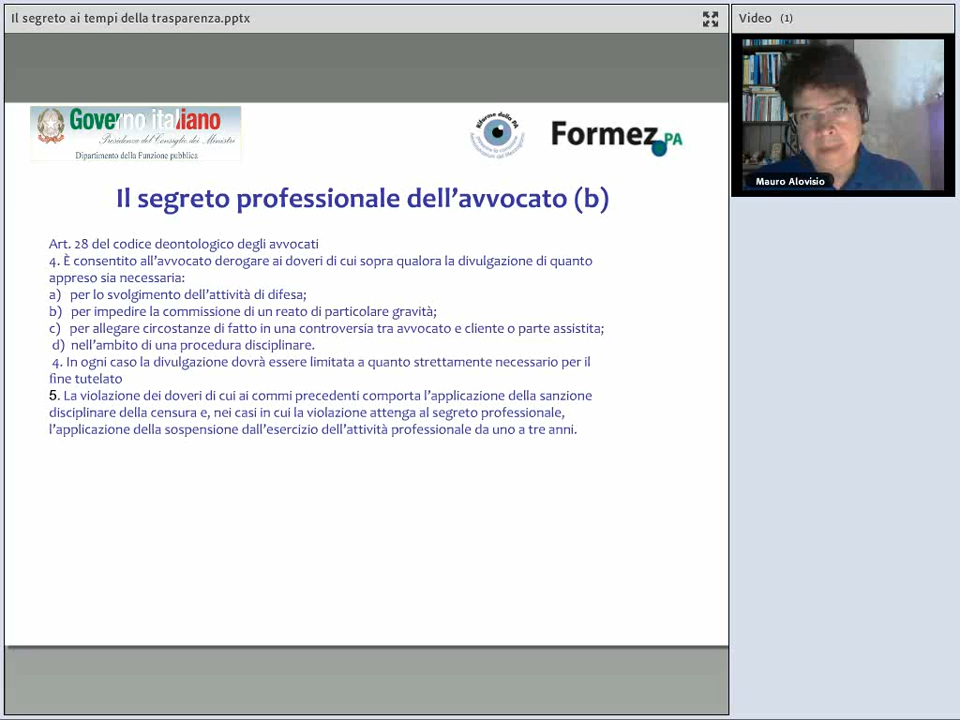 Il segreto ai tempi della trasparenza.pptx
Video (1)
Governo italiano
Presidenza del Consiglio dei Ministri
Dipartimento della Funzione pubblica
Riforme della PA
Formez PA
Mauro Alovisio
Il segreto professionale dell’avvocato (b)
Art. 28 del codice deontologico degli avvocati
4. È consentito all’avvocato derogare ai doveri di cui sopra qualora la divulgazione di quanto
appreso sia necessaria:
a) per lo svolgimento dell’attività di difesa;
b) per impedire la commissione di un reato di particolare gravità;
c) per allegare circostanze di fatto in una controversia tra avvocato e cliente o parte assistita;
d) nell’ambito di una procedura disciplinare.
4. In ogni caso la divulgazione dovrà essere limitata a quanto strettamente necessario per il
fine tutelato
5. La violazione dei doveri di cui ai commi precedenti comporta l’applicazione della sanzione
disciplinare della censura e, nei casi in cui la violazione attenga al segreto professionale,
l’applicazione della sospensione dall’esercizio dell’attività professionale da uno a tre anni.